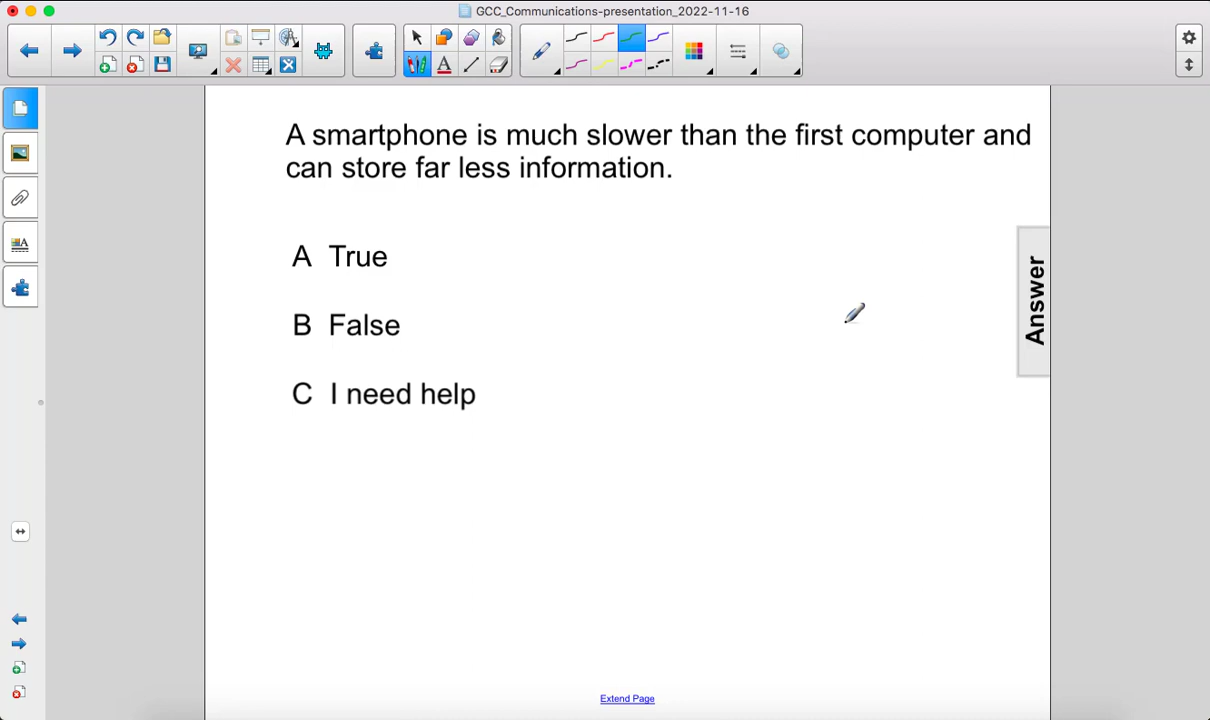 GCC_Communications-presentation_2022-11-16
A smartphone is much slower than the first computer and
can store far less information.
A True
B False
C I need help
Answer
Extend Page